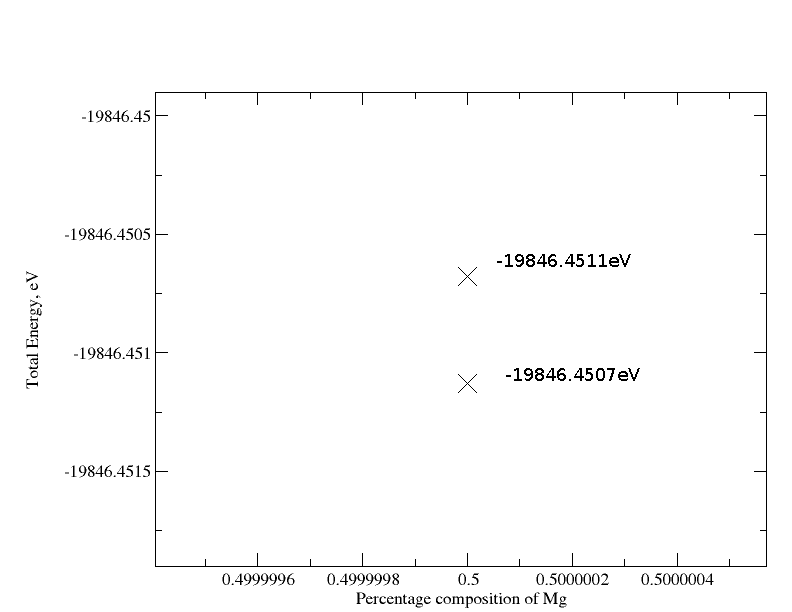 -19846.45
-19846.4505
-19846.4511eV
-19846.451
-19846.4507eV
-19846.4515
Total Energy, eV
0.4999996 0.4999998 0.5 0.5000002 0.5000004
Percentage composition of Mg